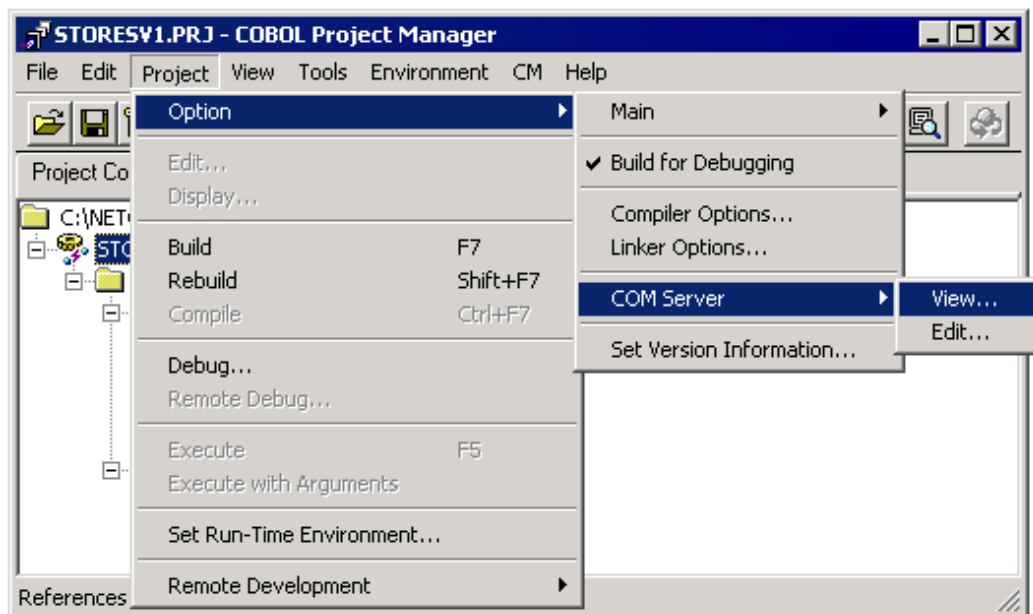 STORESV1.PRJ - COBOL Project Manager
File Edit Project View Tools Environment CM Help
Project Co
C:\NET
STO
References
Option
Edit...
Display...
Build F7
Rebuild Shift+F7
Compile Ctrl+F7
Debug...
Remote Debug...
Execute F5
Execute with Arguments
Set Run-Time Environment...
Remote Development
Main
Build for Debugging
Compiler Options...
Linker Options...
COM Server
Set Version Information...
View...
Edit...